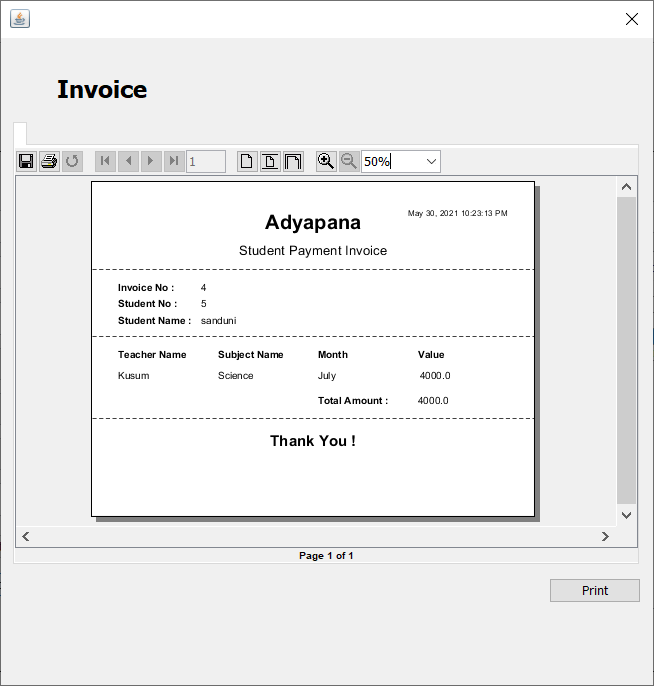 Invoice
1
50%
May 30, 2021 10:23:13 PM
Adyapana
Student Payment Invoice
Invoice No : 4
Student No : 5
Student Name : sanduni
Teacher Name Subject Name Month Value
Kusum Science July 4000.0
Total Amount : 4000.0
Thank You !
Page 1 of 1
Print